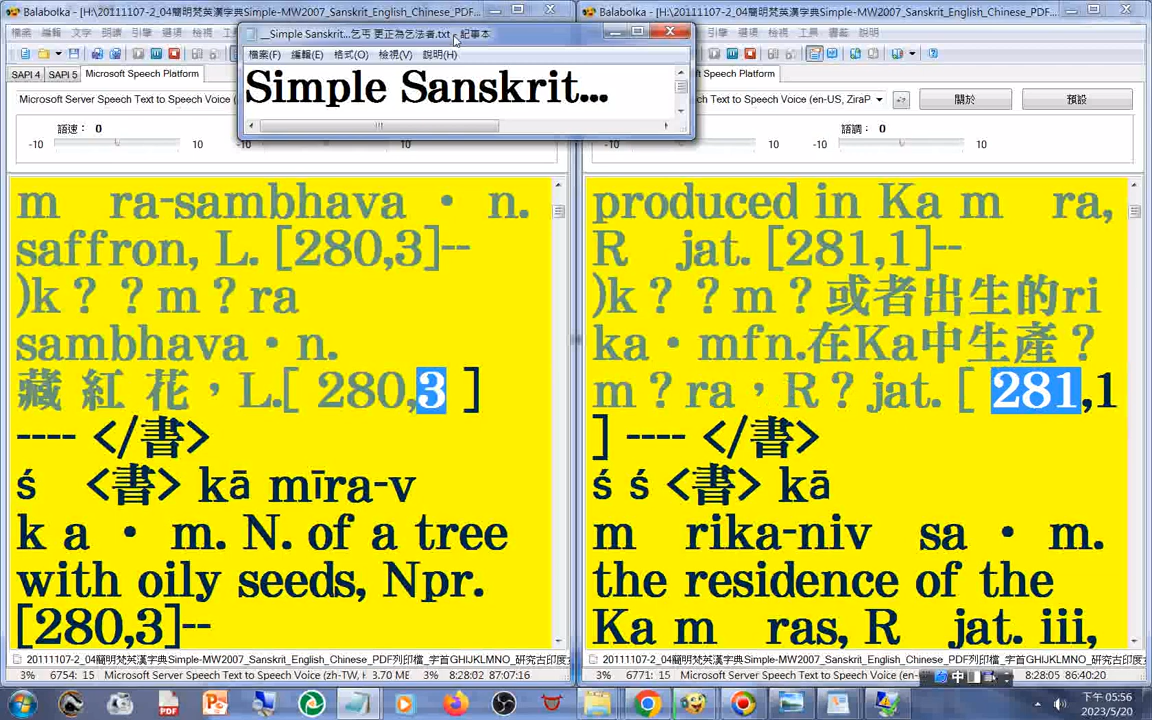 Balabolka - [H:\20111107-2_04簡明梵英漢字典Simple-MW2007_Sanskrit_English_Chinese_PDF...
Balabolka - [H:\20111107-2_04簡明梵英漢字典Simple-MW2007_Sanskrit_English_Chinese_PDF...
__Simple Sanskrit...乞丐 更正為乞法者.txt - 記事本
檔案(F) 編輯(E) 格式(O) 檢視(V) 說明(H)
Simple Sanskrit...
SAPI 4 SAPI 5 Microsoft Speech Platform
t Speech Platform
Microsoft Server Speech Text to Speech Voice (
h Text to Speech Voice (en-US, ZiraP
關於
預設
語速： 0
-10 10
10
語調： 0
-10 10
m ra-sambhava • n.
saffron, L. [280,3]--
)k？？m？ra
sambhava•n.
藏 紅 花，L.[ 280,3 ]
---- </書>
ś <書> kā mīra-v
k a • m. N. of a tree
with oily seeds, Npr.
[280,3]--
produced in Ka m ra,
R jat. [281,1]--
)k？？m？或者出生的ri
ka•mfn.在Ka中生產？
m？ra，R？jat. [ 281,1
] ---- </書>
ś ś <書> kā
m rika-niv sa • m.
the residence of the
Ka m ras, R jat. iii,
20111107-2_04簡明梵英漢字典Simple-MW2007_Sanskrit_English_Chinese_PDF列印檔_字首GHIJKLMNO_研究古印度
20111107-2_04簡明梵英漢字典Simple-MW2007_Sanskrit_English_Chinese_PDF列印檔_字首GHIJKLMNO_研究古印度
3% 6754: 15 Microsoft Server Speech Text to Speech Voice (zh-TW, 3.70 ME 3% 8:28:02 87:07:16
3% 6771: 15 Microsoft Server Speech Text to Speech Voice 8:28:05 86:40:20
中
下午 05:56
2023/5/20